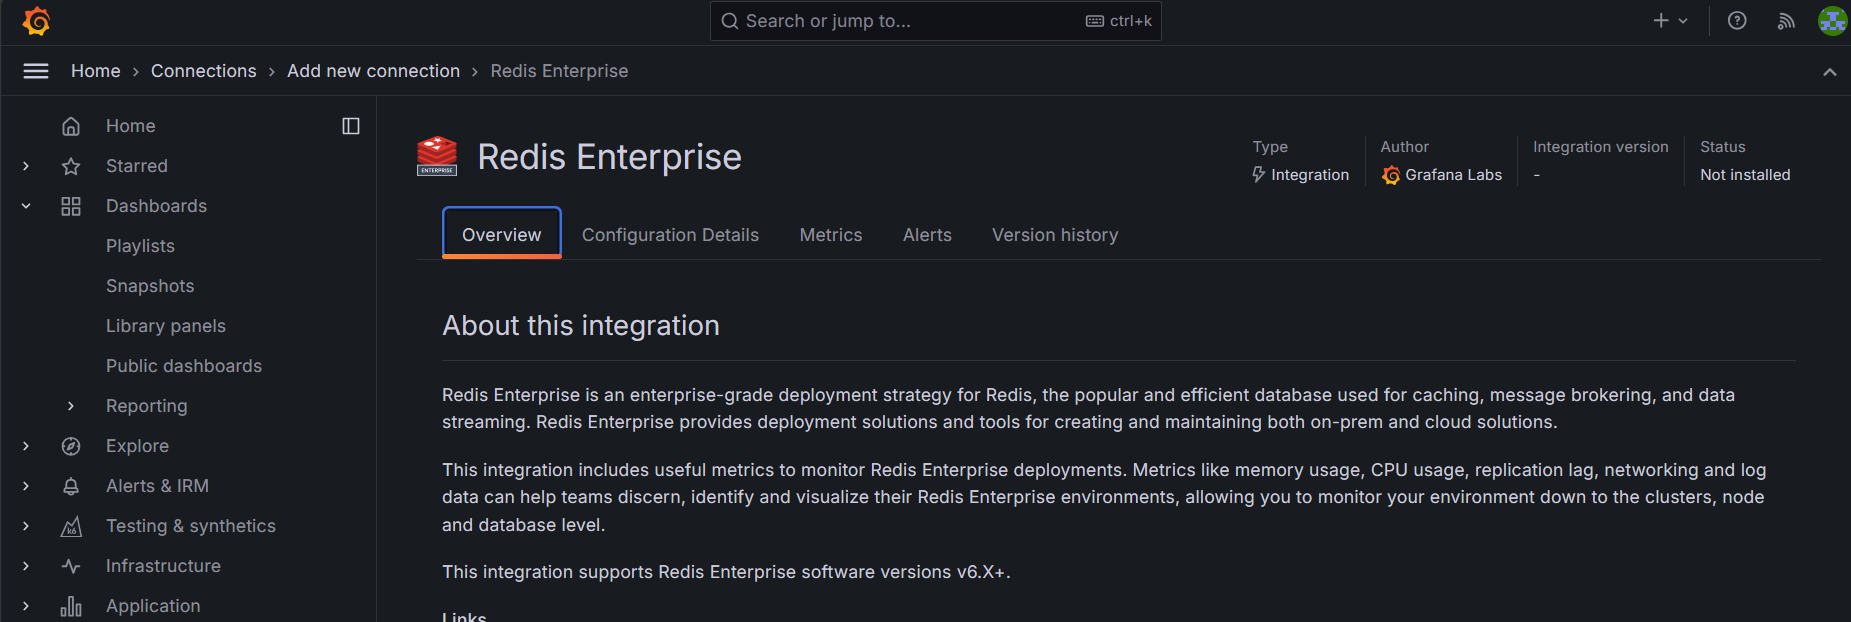 Search or jump to...
ctrl+k
Home
Connections
Add new connection
Redis Enterprise
Home
Starred
Dashboards
Playlists
Snapshots
Library panels
Public dashboards
Reporting
Explore
Alerts & IRM
k6
Testing & synthetics
Infrastructure
Application
ENTERPRISE
Redis Enterprise
Type
Integration
Author
Grafana Labs
Integration version
-
Status
Not installed
Overview
Configuration Details
Metrics
Alerts
Version history
About this integration
Redis Enterprise is an enterprise-grade deployment strategy for Redis, the popular and efficient database used for caching, message brokering, and data
streaming. Redis Enterprise provides deployment solutions and tools for creating and maintaining both on-prem and cloud solutions.
This integration includes useful metrics to monitor Redis Enterprise deployments. Metrics like memory usage, CPU usage, replication lag, networking and log
data can help teams discern, identify and visualize their Redis Enterprise environments, allowing you to monitor your environment down to the clusters, node
and database level.
This integration supports Redis Enterprise software versions v6.X+.
Links